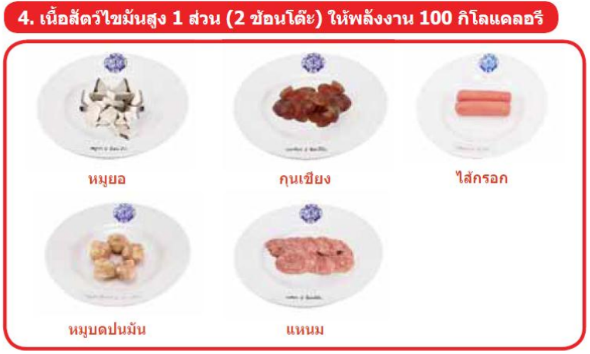 4. เนื้อสัตว์ไขมันสูง 1 ส่วน (2 ช้อนโต๊ะ) ให้พลังงาน 100 กิโลแคลอรี
หมูยอ
กุนเชียง
ไส้กรอก
หมูบดปนมัน
แหนม